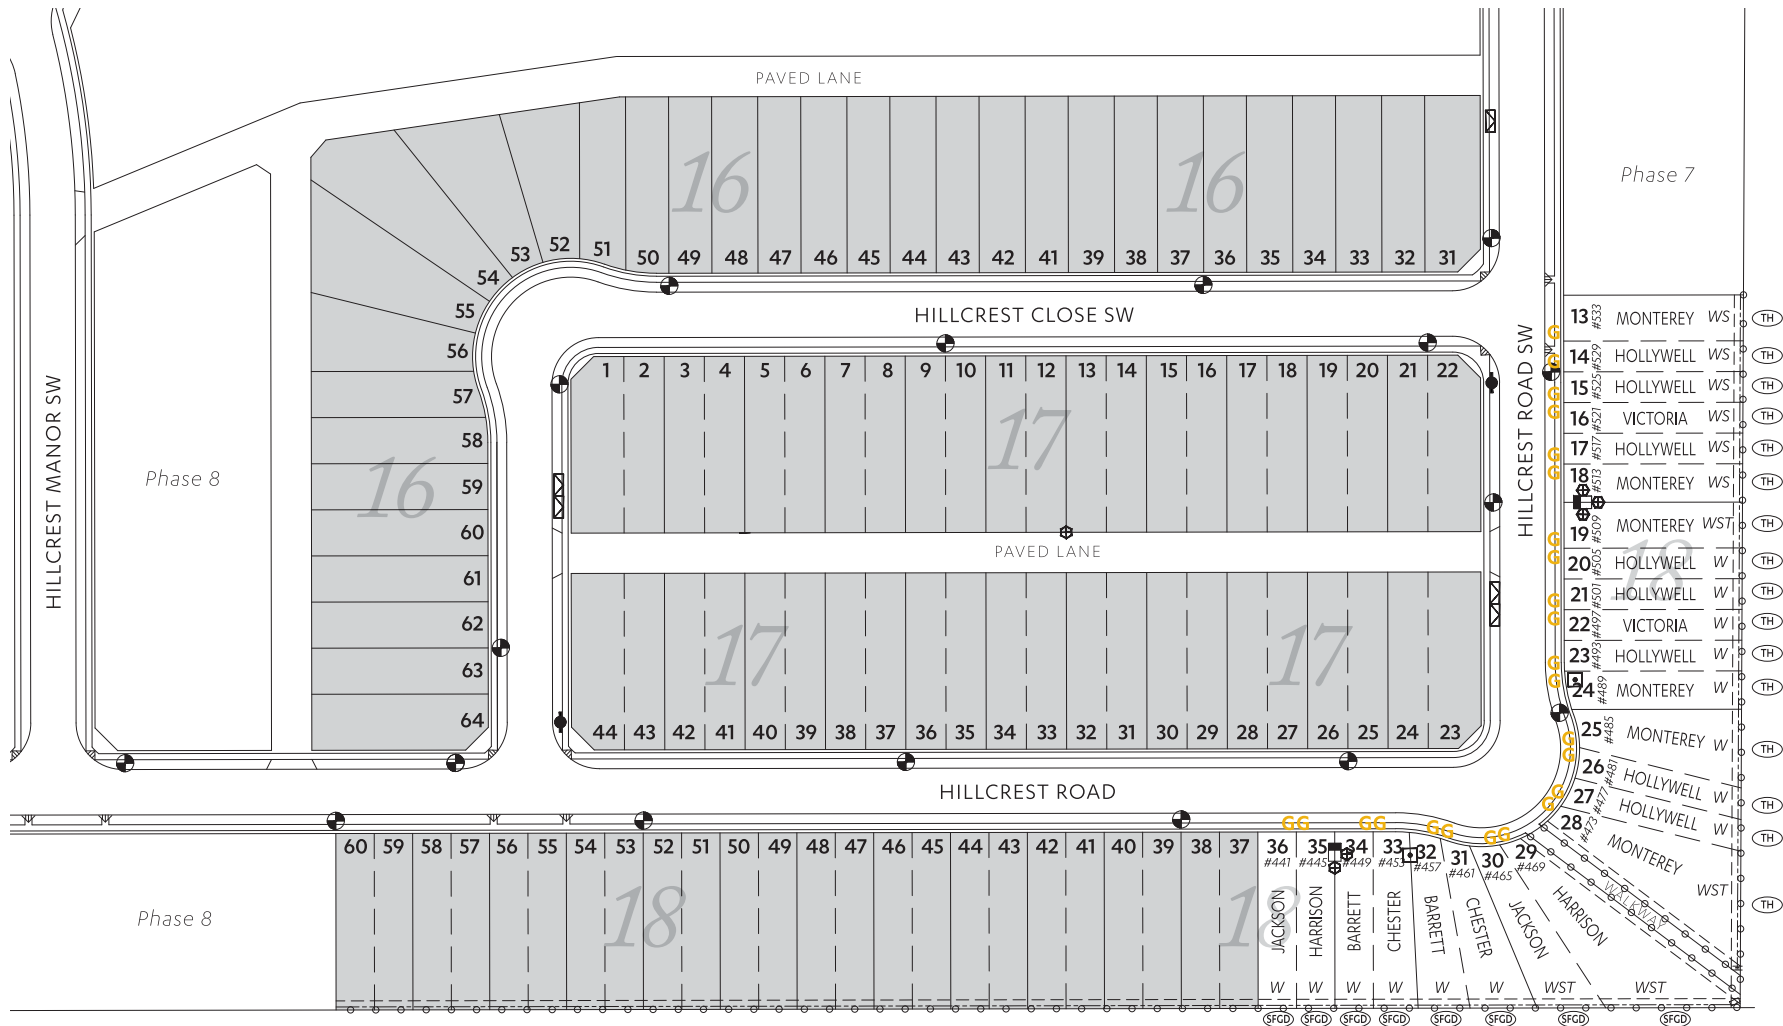 PAVED LANE
Phase 7
16
16
53 52 51 50 49 48 47 46 45 44 43 42 41 40 39 38 37 36 35 34 33 32 31
54
55
56
57
58
59
60
61
62
63
64
16
HILLCREST MANOR SW
Phase 8
HILLCREST CLOSE SW
HILLCREST ROAD SW
1 2 3 4 5 6 7 8 9 10 11 12 13 14 15 16 17 18 19 20 21 22
17
PAVED LANE
17
17
44 43 42 41 40 39 38 37 36 35 34 33 32 31 30 29 28 27 26 25 24 23
HILLCREST ROAD
G G G G G G G G G G G G G G G G G G G G G G G G
13 #533 MONTEREY WS TH
14 #529 HOLLYWELL WS TH
15 #525 HOLLYWELL WS TH
16 #521 VICTORIA WS TH
17 #517 HOLLYWELL WS TH
18 #513 MONTEREY WS TH
19 #509 MONTEREY WST TH
18
20 #505 HOLLYWELL W TH
21 #501 HOLLYWELL W TH
22 #497 VICTORIA W TH
23 #493 HOLLYWELL W TH
24 #489 MONTEREY W TH
25 #485 MONTEREY W TH
26 #481 HOLLYWELL W TH
27 #477 HOLLYWELL W TH
28 #473 MONTEREY WST TH
WALKWAY
Phase 8
60 59 58 57 56 55 54 53 52 51 50 49 48 47 46 45 44 43 42 41 40 39 38 37
18
18
36 35 34 33 32 31 30 29
#441 #445 #449 #453 #457 #461 #465 #469
JACKSON HARRISON BARRETT CHESTER BARRETT CHESTER JACKSON HARRISON
W W W W W W WST WST
SFGD SFGD SFGD SFGD SFGD SFGD SFGD SFGD